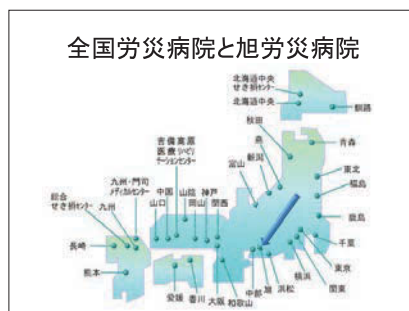 全国労災病院と旭労災病院
北海道中央
せき損センター
北海道中央
釧路
秋田
青森
燕
新潟
富山
東北
福島
鹿島
千葉
東京
関東
横浜
浜松
旭
中部
吉備高原
医療リハビリ
テーションセンター
中国
山陰
岡山
神戸
関西
山口
九州・門司
メディカルセンター
総合
せき損センター
九州
長崎
熊本
愛媛
香川
大阪
和歌山